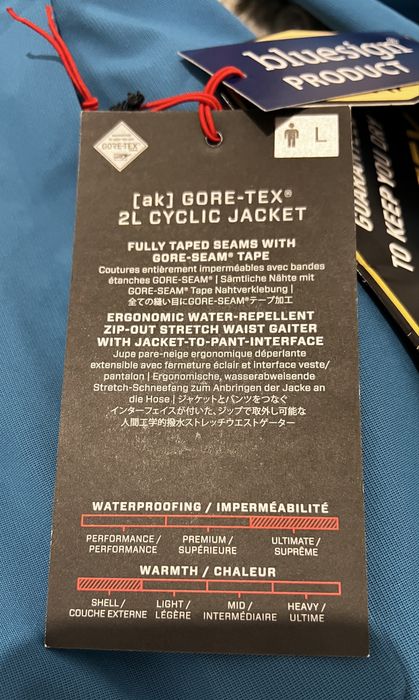 bluesign®
PRODUCT
GUARANTEE
TO KEEP YOU DRY
GORE-TEX
L
[ak] GORE-TEX®
2L CYCLIC JACKET
FULLY TAPED SEAMS WITH
GORE-SEAM® TAPE
Coutures entièrement imperméables avec bandes
étanches GORE-SEAM® | Sämtliche Nähte mit
GORE-SEAM® Tape Nahtverklebung |
全ての縫い目にGORE-SEAM®テープ加工
ERGONOMIC WATER-REPELLENT
ZIP-OUT STRETCH WAIST GAITER
WITH JACKET-TO-PANT-INTERFACE
Jupe pare-neige ergonomique déperlante
extensible avec fermeture éclair et interface veste/
pantalon | Ergonomische, wasserabweisende
Stretch-Schneefang zum Anbringen der Jacke an
die Hose | ジャケットとパンツをつなぐ
インターフェイスが付いた、ジップで取外し可能な
人間工学的撥水ストレッチウエストゲーター
WATERPROOFING / IMPERMÉABILITÉ
PERFORMANCE / PREMIUM / ULTIMATE /
PERFORMANCE SUPÉRIEURE SUPRÊME
WARMTH / CHALEUR
SHELL / LIGHT / MID / HEAVY /
COUCHE EXTERNE LÉGÈRE INTERMÉDIAIRE ULTIME